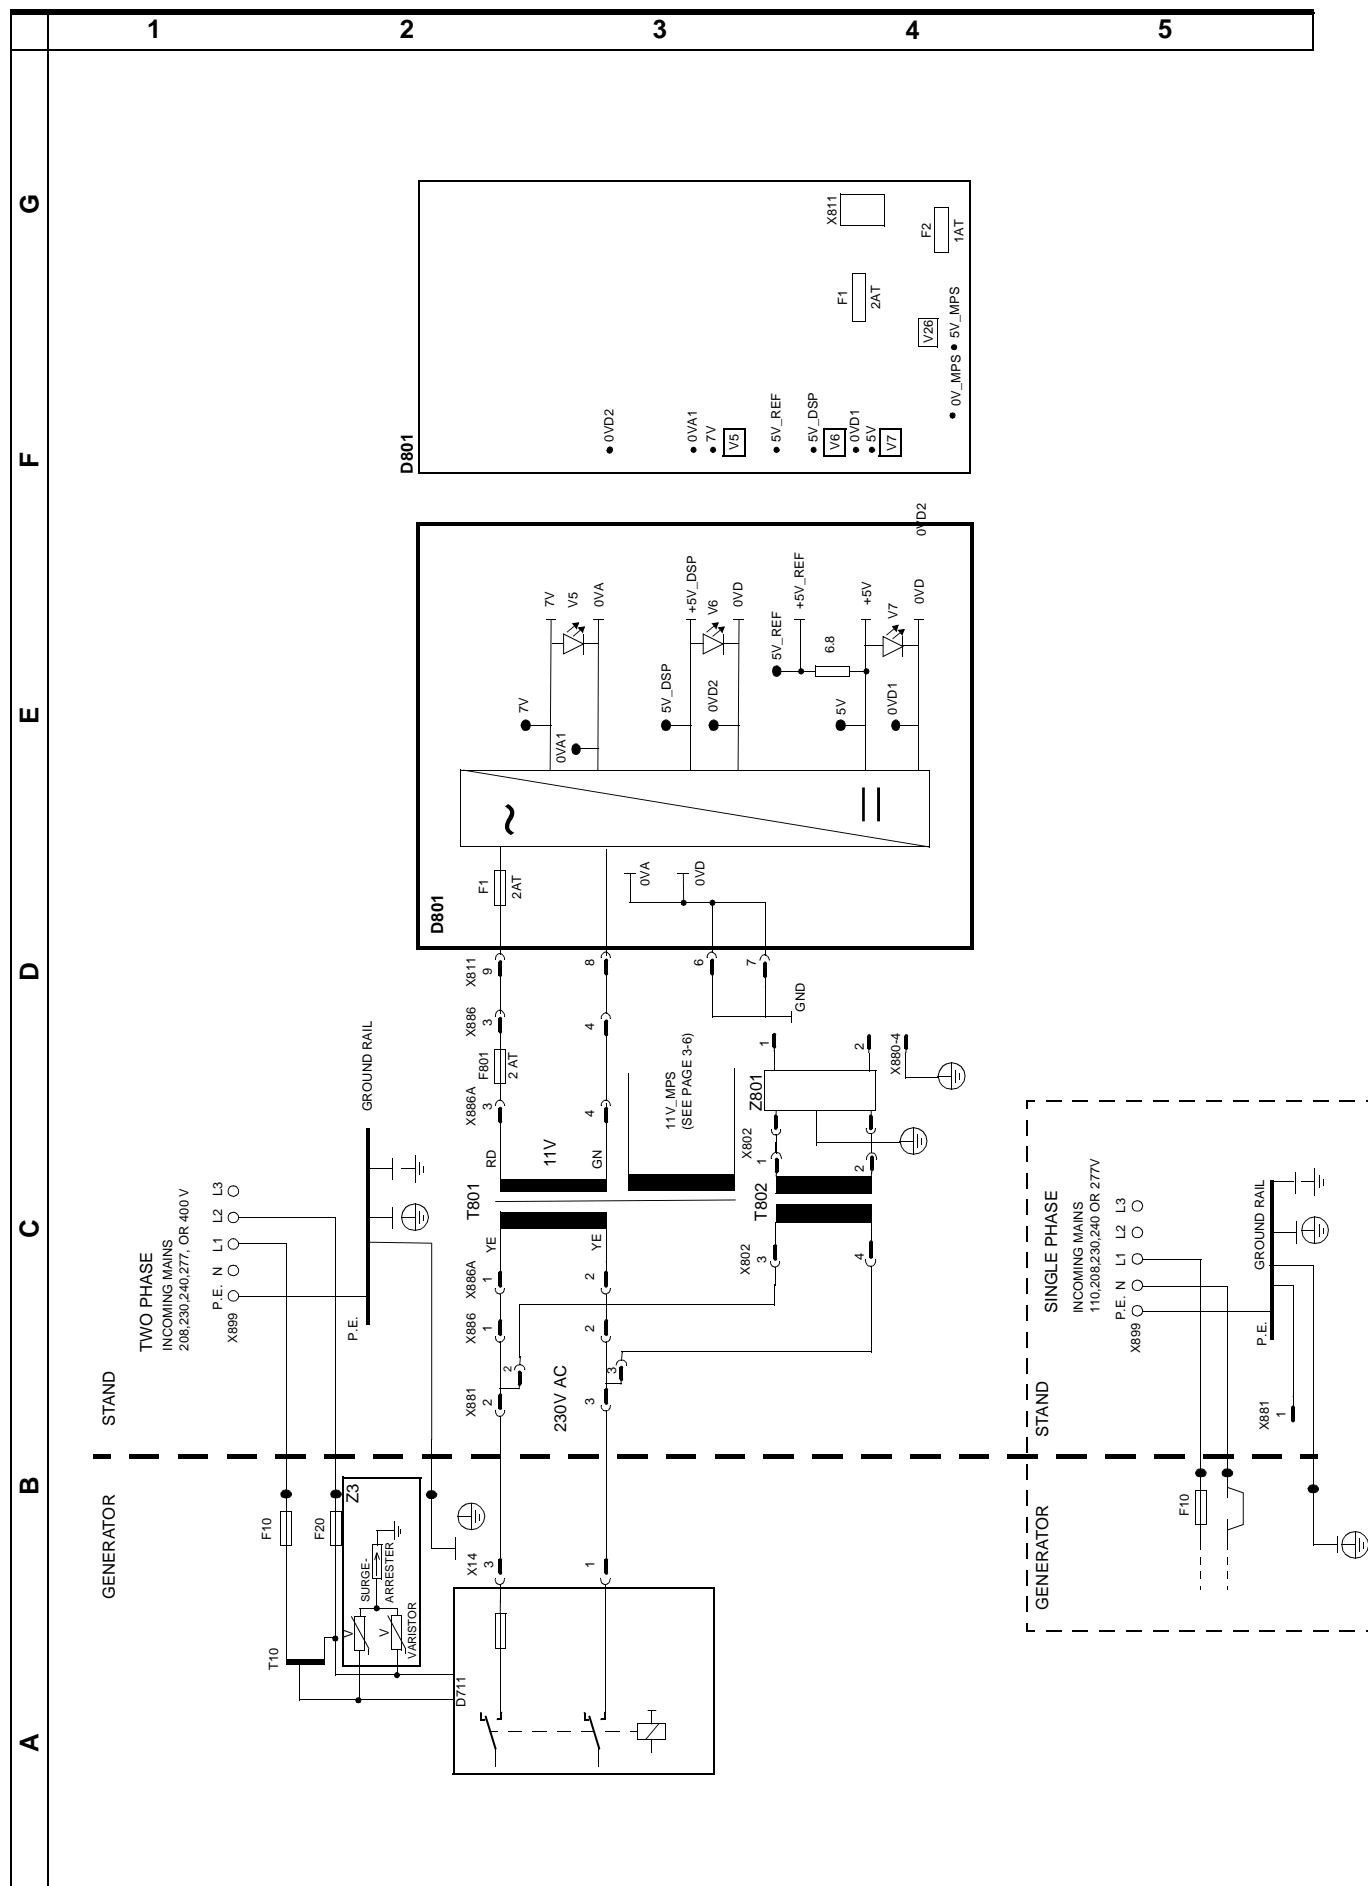 1
2
3
4
5
G
F
E
D
C
B
A
D801
X811
F2
1AT
F1
2AT
V26
0V_MPS
5V_MPS
0VD2
0VA1
7V
V5
5V_REF
5V_DSP
V6
0VD1
5V
V7
D801
7V
V5
0VA
7V
0VA1
+5V_DSP
V6
0VD
5V_DSP
0VD2
5V_REF
+5V_REF
6.8
+5V
V7
0VD
0VD2
5V
0VD1
~
F1
2AT
0VA
0VD
X811
9
8
6
7
GND
X886
3
4
F801
2 AT
X886A
3
4
RD
11V
GN
T801
11V_MPS
(SEE PAGE 3-6)
Z801
1
2
X880-4
X802
1
2
T802
YE
YE
X886A
1
2
X886
1
2
2
3
X802
3
4
X881
2
3
230V AC
TWO PHASE
INCOMING MAINS
208,230,240,277, OR 400 V
X899
P.E.
N
L1
L2
L3
GROUND RAIL
P.E.
STAND
GENERATOR
F10
F20
Z3
SURGE-
ARRESTER
V
V
VARISTOR
T10
D711
X14
3
1
SINGLE PHASE
INCOMING MAINS
110,208,230,240 OR 277V
X899
P.E.
N
L1
L2
L3
GROUND RAIL
P.E.
X881
1
STAND
GENERATOR
F10